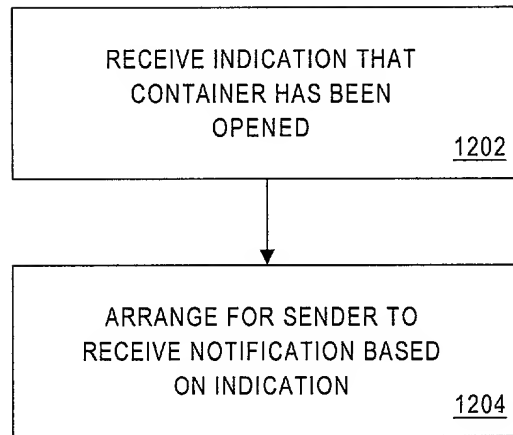 RECEIVE INDICATION THAT
CONTAINER HAS BEEN
OPENED
1202
ARRANGE FOR SENDER TO
RECEIVE NOTIFICATION BASED
ON INDICATION
1204